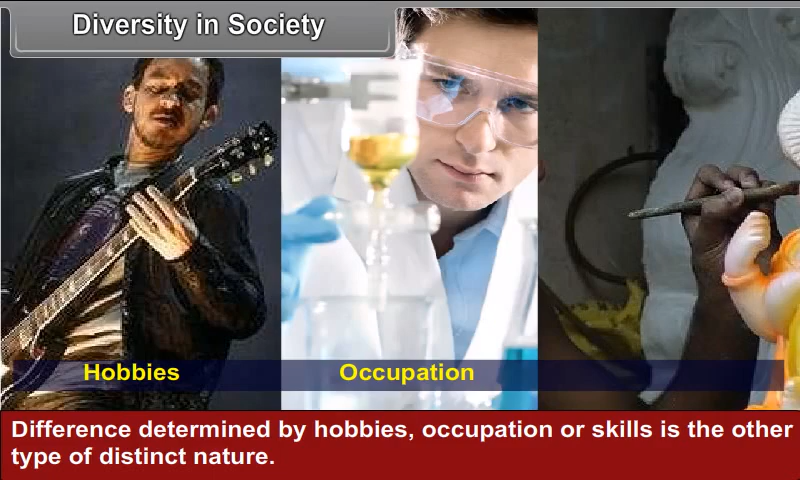 Diversity in Society
Hobbies
Occupation
Difference determined by hobbies, occupation or skills is the other
type of distinct nature.